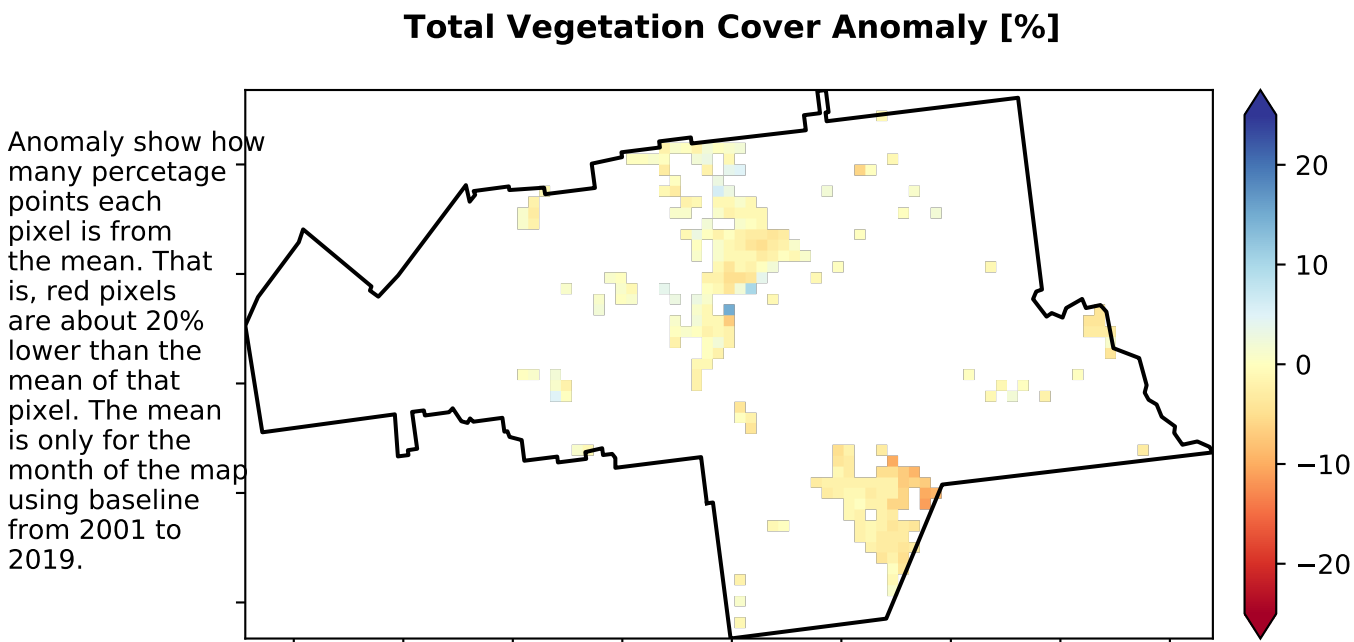 Total Vegetation Cover Anomaly [%]
Anomaly show how
many percetage
points each
pixel is from
the mean. That
is, red pixels
are about 20%
lower than the
mean of that
pixel. The mean
is only for the
month of the map
using baseline
from 2001 to
2019.
20
10
0
−10
−20